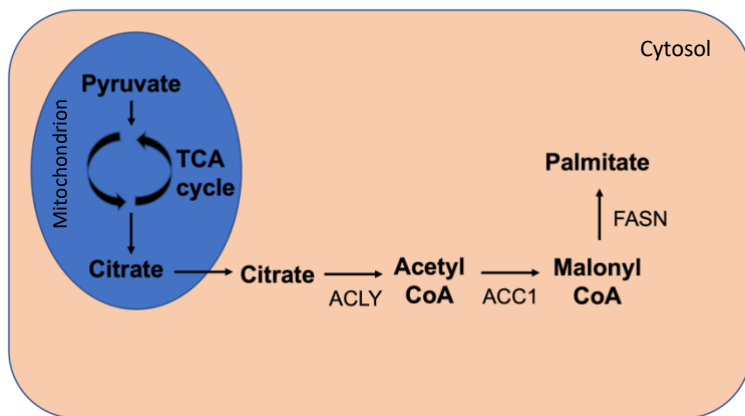 Cytosol
Mitochondrion
Pyruvate
TCA
cycle
Citrate
Citrate
ACLY
Acetyl
CoA
ACC1
Malonyl
CoA
FASN
Palmitate